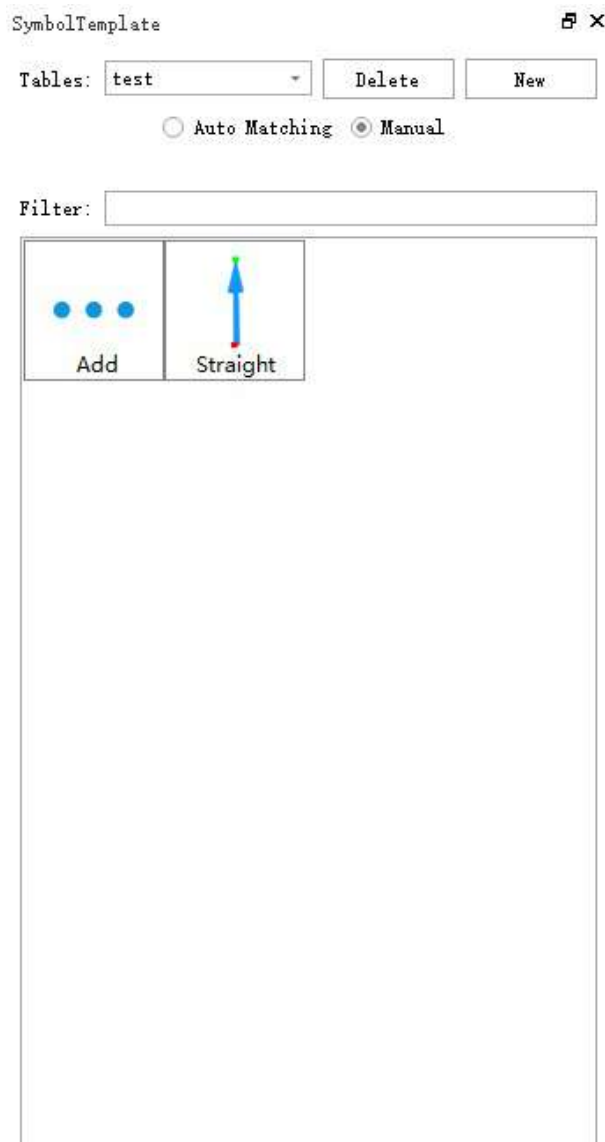 SymbolTemplate
Tables: test Delete New
Auto Matching Manual
Filter:
Add Straight